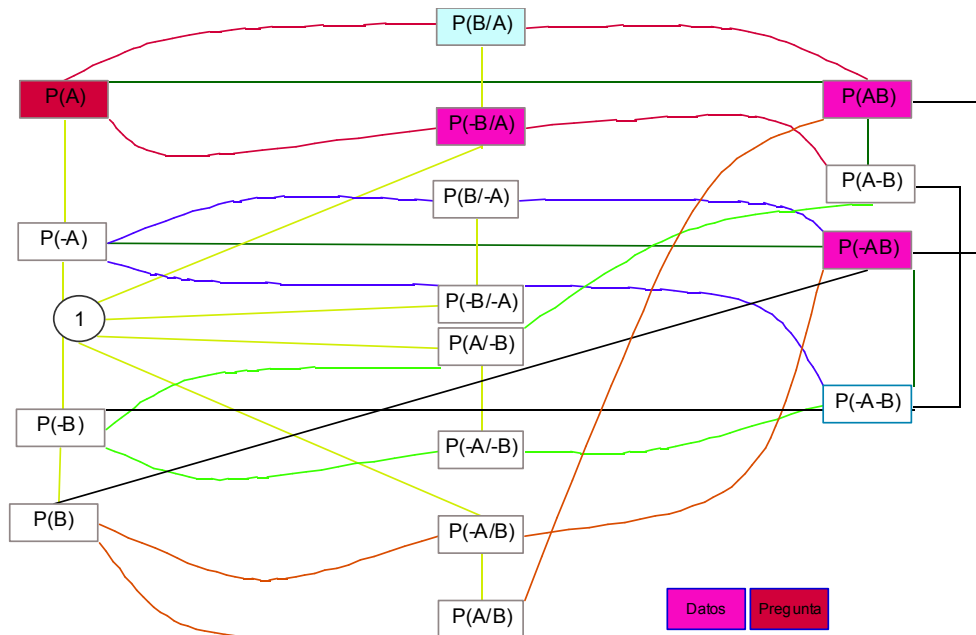 P(B/A)
P(A)
P(AB)
P(-B/A)
P(A-B)
P(B/-A)
P(-A)
P(-AB)
P(-B/-A)
1
P(A/-B)
P(-A-B)
P(-B)
P(-A/-B)
P(B)
P(-A/B)
P(A/B)
Datos
Pregunta